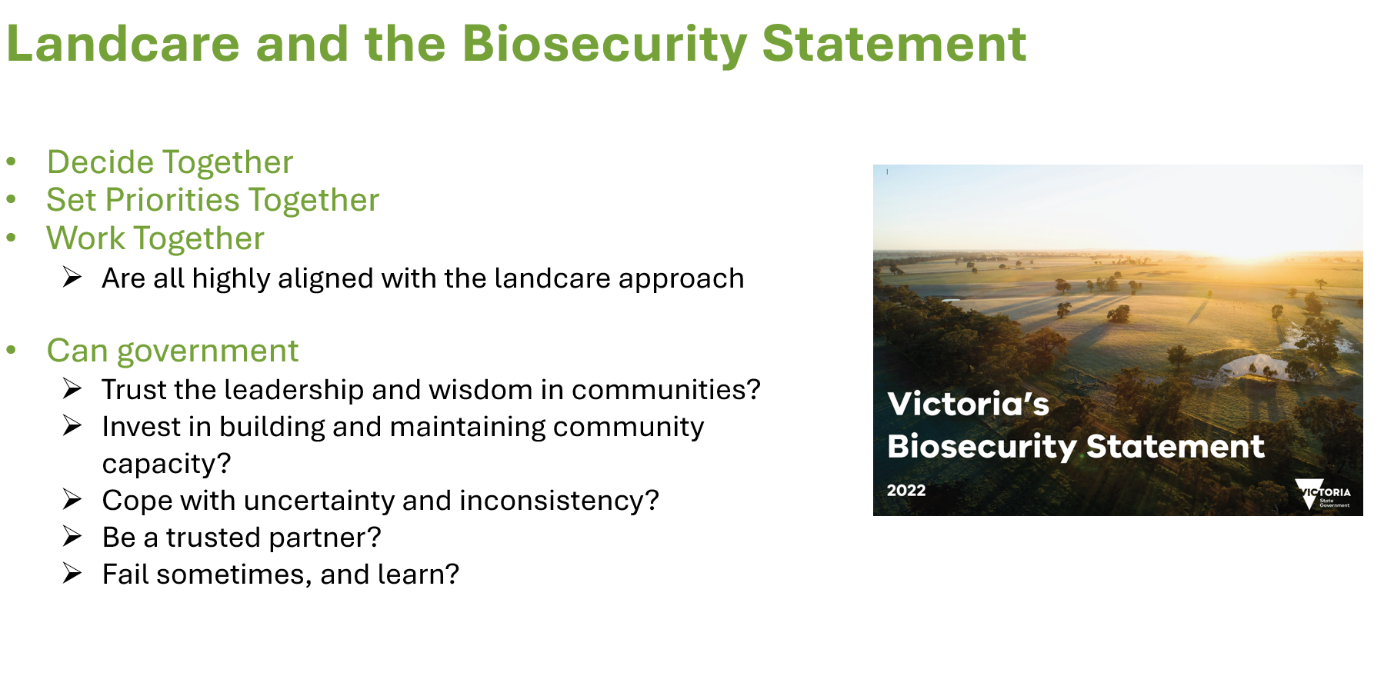 Landcare and the Biosecurity Statement
• Decide Together
• Set Priorities Together
• Work Together
➢ Are all highly aligned with the landcare approach
• Can government
➢ Trust the leadership and wisdom in communities?
➢ Invest in building and maintaining community
capacity?
➢ Cope with uncertainty and inconsistency?
➢ Be a trusted partner?
➢ Fail sometimes, and learn?
Victoria's
Biosecurity Statement
2022
VICTORIA
State
Government